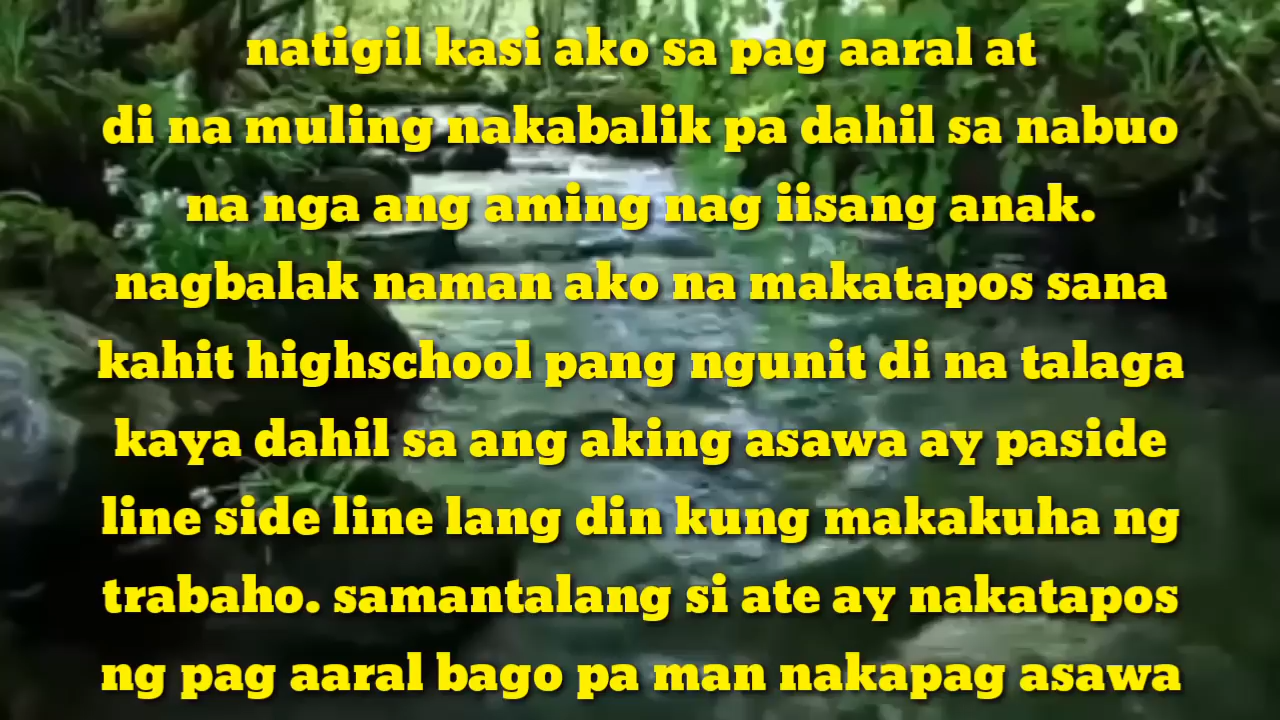 natigil kasi ako sa pag aaral at
di na muling nakabalik pa dahil sa nabuo
na nga ang aming nag iisang anak.
nagbalak naman ako na makatapos sana
kahit highschool pang ngunit di na talaga
kaya dahil sa ang aking asawa ay paside
line side line lang din kung makakuha ng
trabaho. samantalang si ate ay nakatapos
ng pag aaral bago pa man nakapag asawa